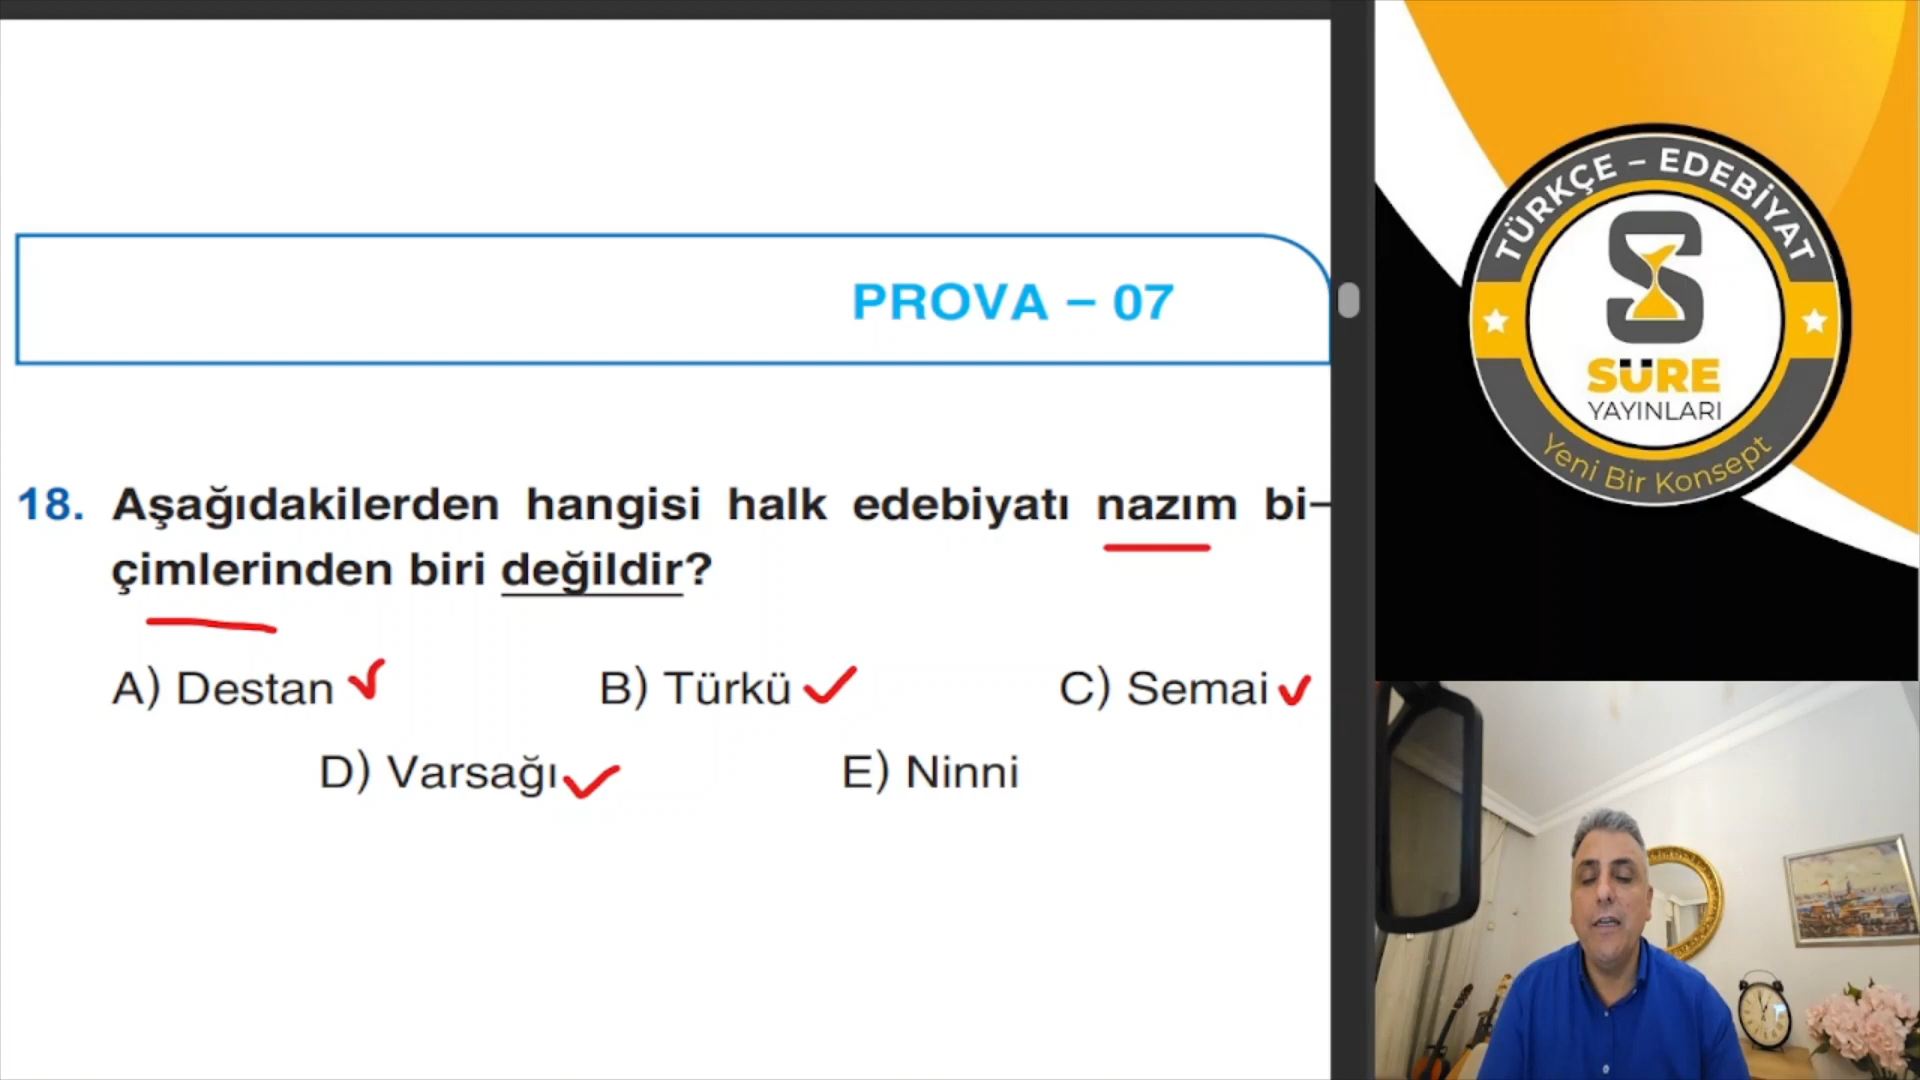 PROVA – 07
18. Aşağıdakilerden hangisi halk edebiyatı nazım bi-
çimlerinden biri değildir?
A) Destan B) Türkü C) Semai
D) Varsağı E) Ninni
TÜRKÇE – EDEBİYAT
SÜRE
YAYINLARI
Yeni Bir Konsept